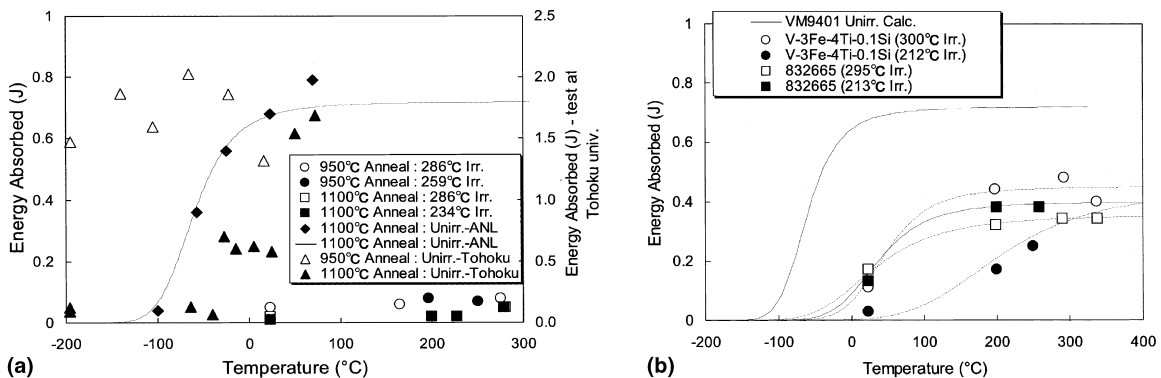 1
0.8
0.6
0.4
0.2
0
Energy Absorbed (J)
2.5
2.0
1.5
1.0
0.5
0.0
Energy Absorbed (J) - test at
Tohoku univ.
950℃ Anneal : 286℃ Irr.
950℃ Anneal : 259℃ Irr.
1100℃ Anneal : 286℃ Irr.
1100℃ Anneal : 234℃ Irr.
1100℃ Anneal : Unirr.-ANL
1100℃ Anneal : Unirr.-ANL
950℃ Anneal : Unirr.-Tohoku
1100℃ Anneal : Unirr.-Tohoku
-200 -100 0 100 200 300
Temperature (°C)
(a)
VM9401 Unirr. Calc.
V-3Fe-4Ti-0.1Si (300℃ Irr.)
V-3Fe-4Ti-0.1Si (212℃ Irr.)
832665 (295℃ Irr.)
832665 (213℃ Irr.)
1
0.8
0.6
0.4
0.2
0
Energy Absorbed (J)
-200 -100 0 100 200 300 400
Temperature (°C)
(b)